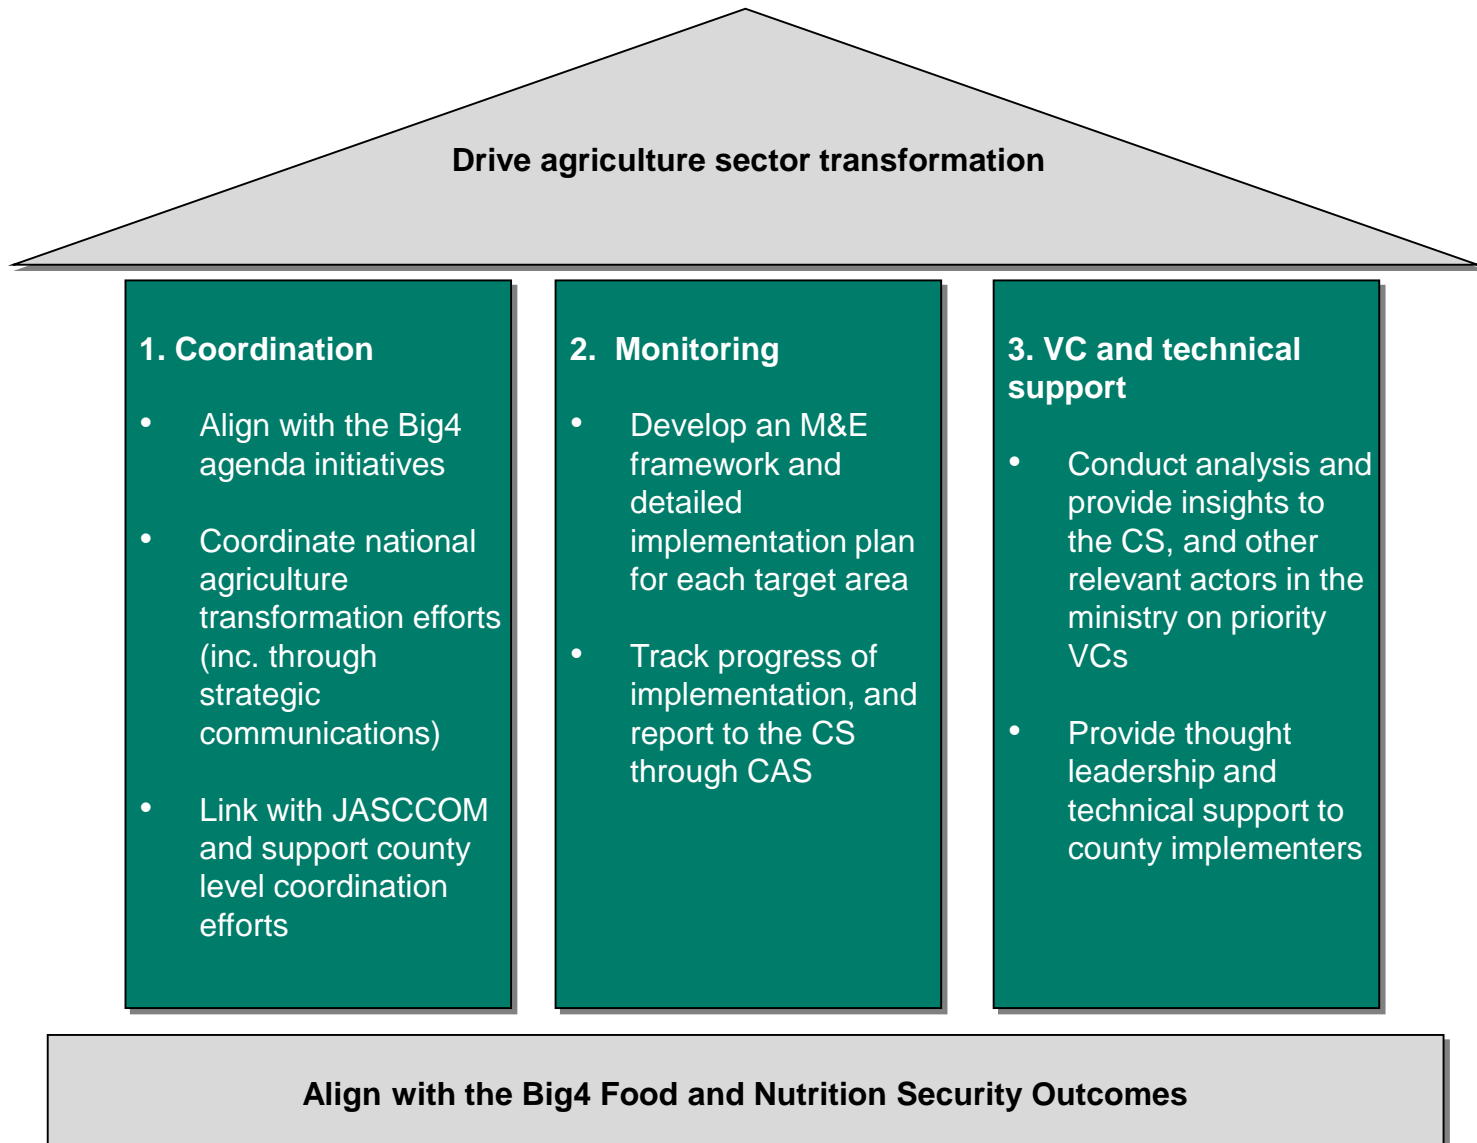 Drive agriculture sector transformation
1. Coordination
• Align with the Big4
agenda initiatives
• Coordinate national
agriculture
transformation efforts
(inc. through
strategic
communications)
• Link with JASCCOM
and support county
level coordination
efforts
2. Monitoring
• Develop an M&E
framework and
detailed
implementation plan
for each target area
• Track progress of
implementation, and
report to the CS
through CAS
3. VC and technical
support
• Conduct analysis and
provide insights to
the CS, and other
relevant actors in the
ministry on priority
VCs
• Provide thought
leadership and
technical support to
county implementers
Align with the Big4 Food and Nutrition Security Outcomes